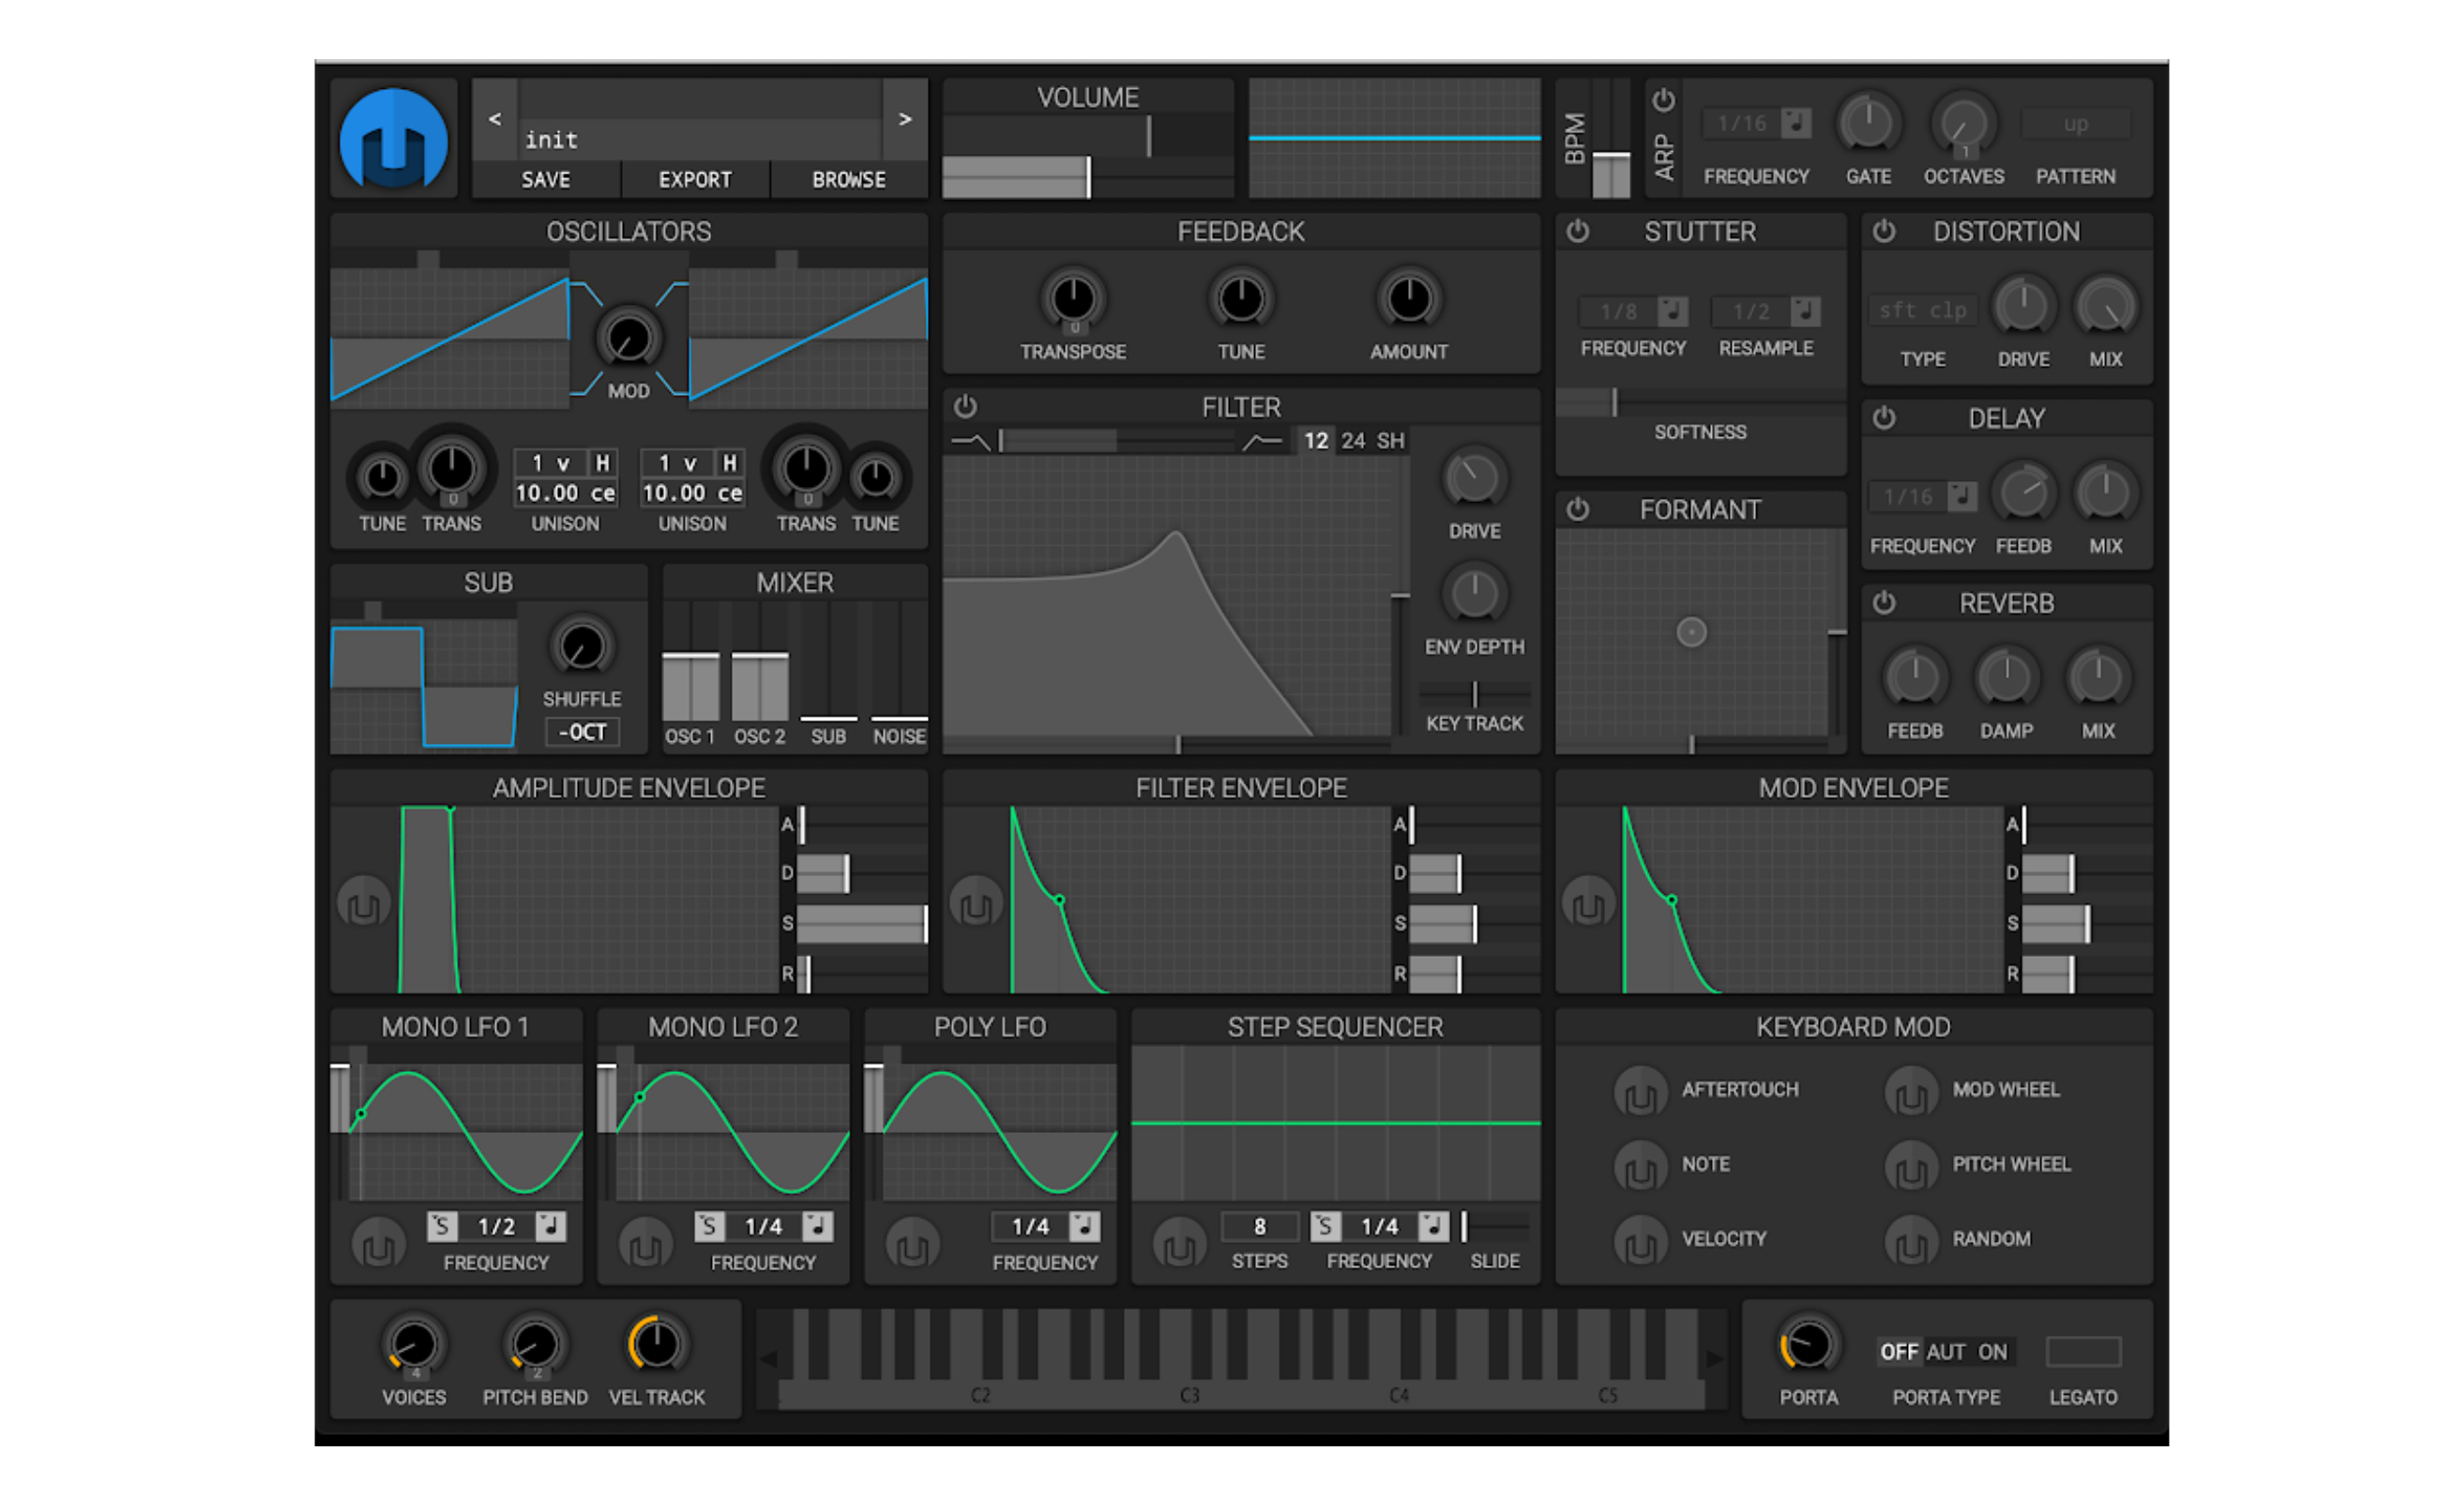 VOLUME
BPM
ARP
1/16
up
< init >
SAVE EXPORT BROWSE
FREQUENCY GATE 1 OCTAVES PATTERN
OSCILLATORS
MOD
0 0
1 v H 1 v H
10.00 ce 10.00 ce
TUNE TRANS UNISON UNISON TRANS TUNE
FEEDBACK
0
TRANSPOSE TUNE AMOUNT
STUTTER
1/8 1/2
FREQUENCY RESAMPLE
SOFTNESS
DISTORTION
sft clp
TYPE DRIVE MIX
FILTER
12 24 SH
DRIVE
ENV DEPTH
KEY TRACK
DELAY
1/16
FREQUENCY FEEDB MIX
FORMANT
REVERB
FEEDB DAMP MIX
SUB
SHUFFLE
-OCT
MIXER
OSC 1 OSC 2 SUB NOISE
AMPLITUDE ENVELOPE
A
D
S
R
FILTER ENVELOPE
A
D
S
R
MOD ENVELOPE
A
D
S
R
MONO LFO 1
S 1/2
FREQUENCY
MONO LFO 2
S 1/4
FREQUENCY
POLY LFO
1/4
FREQUENCY
STEP SEQUENCER
8 S 1/4
STEPS FREQUENCY SLIDE
KEYBOARD MOD
AFTERTOUCH MOD WHEEL
NOTE PITCH WHEEL
VELOCITY RANDOM
4 2
VOICES PITCH BEND VEL TRACK
C2 C3 C4 C5
OFF AUT ON
PORTA PORTA TYPE LEGATO